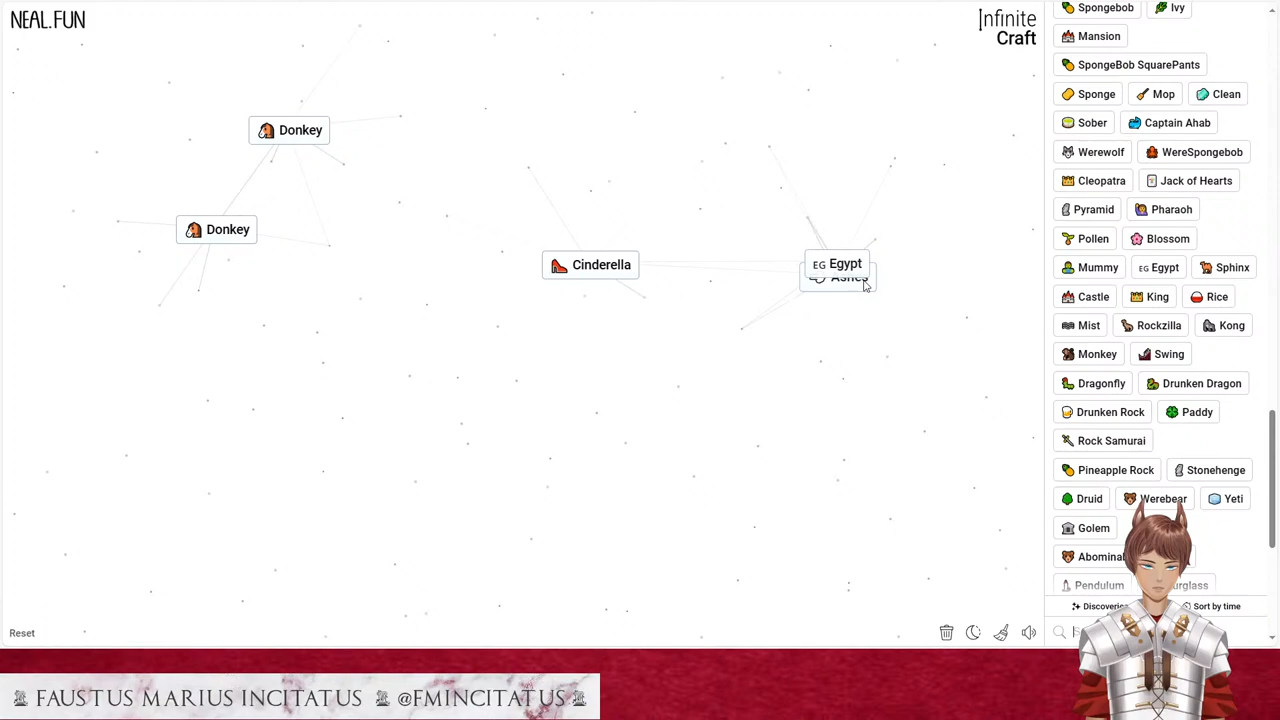 NEAL.FUN
Infinite
Craft
Donkey
Donkey
Cinderella
EG Egypt
Ashes
Reset
Spongebob Ivy
Mansion
SpongeBob SquarePants
Sponge Mop Clean
Sober Captain Ahab
Werewolf WereSpongebob
Cleopatra Jack of Hearts
Pyramid Pharaoh
Pollen Blossom
Mummy EG Egypt Sphinx
Castle King Rice
Mist Rockzilla Kong
Monkey Swing
Dragonfly Drunken Dragon
Drunken Rock Paddy
Rock Samurai
Pineapple Rock Stonehenge
Druid Werebear Yeti
Golem
Pendulum
Sort by time
FAUSTUS MARIUS INCITATUS @FMINCITATUS